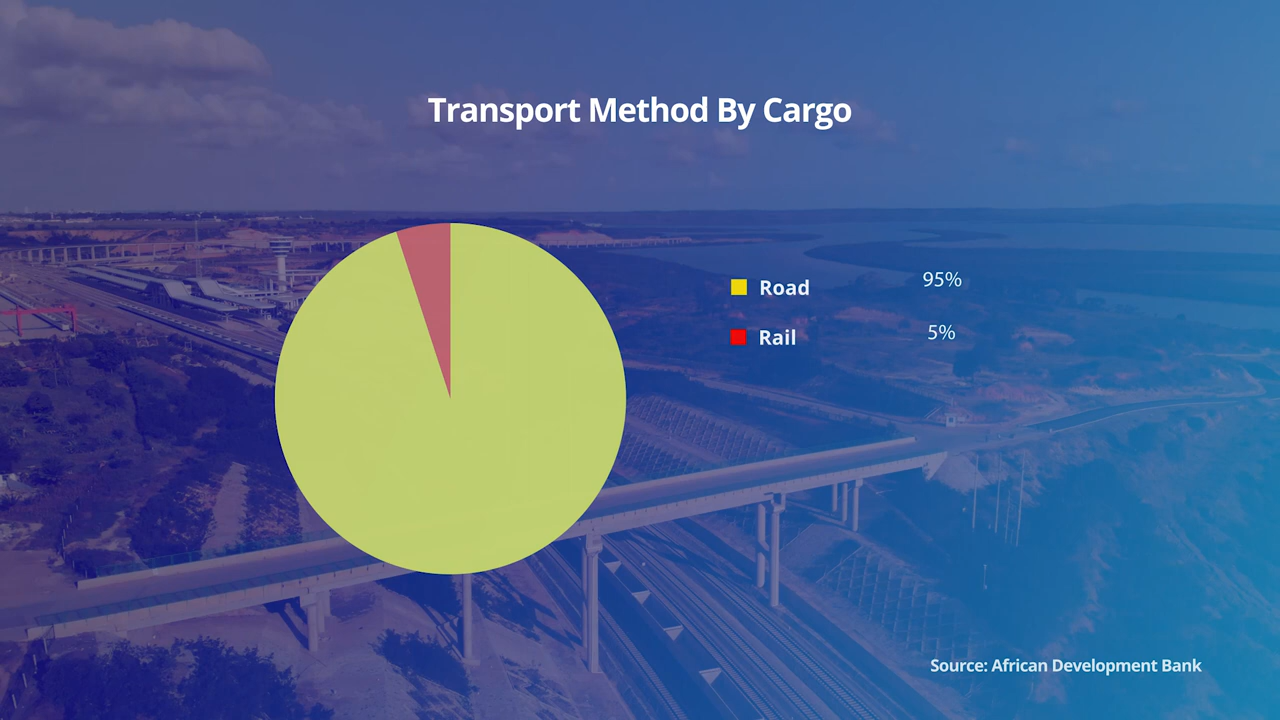 Transport Method By Cargo
Road 95%
Rail 5%
Source: African Development Bank